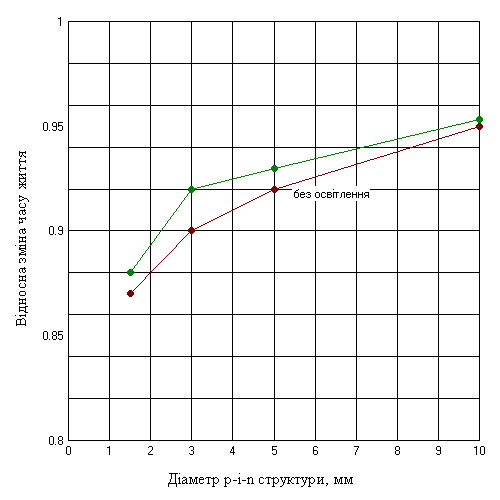 1
0.95
0.9
0.85
0.8
0 1 2 3 4 5 6 7 8 9 10
Відносна зміна часу життя
без освітлення
Діаметр p-i-n структури, мм